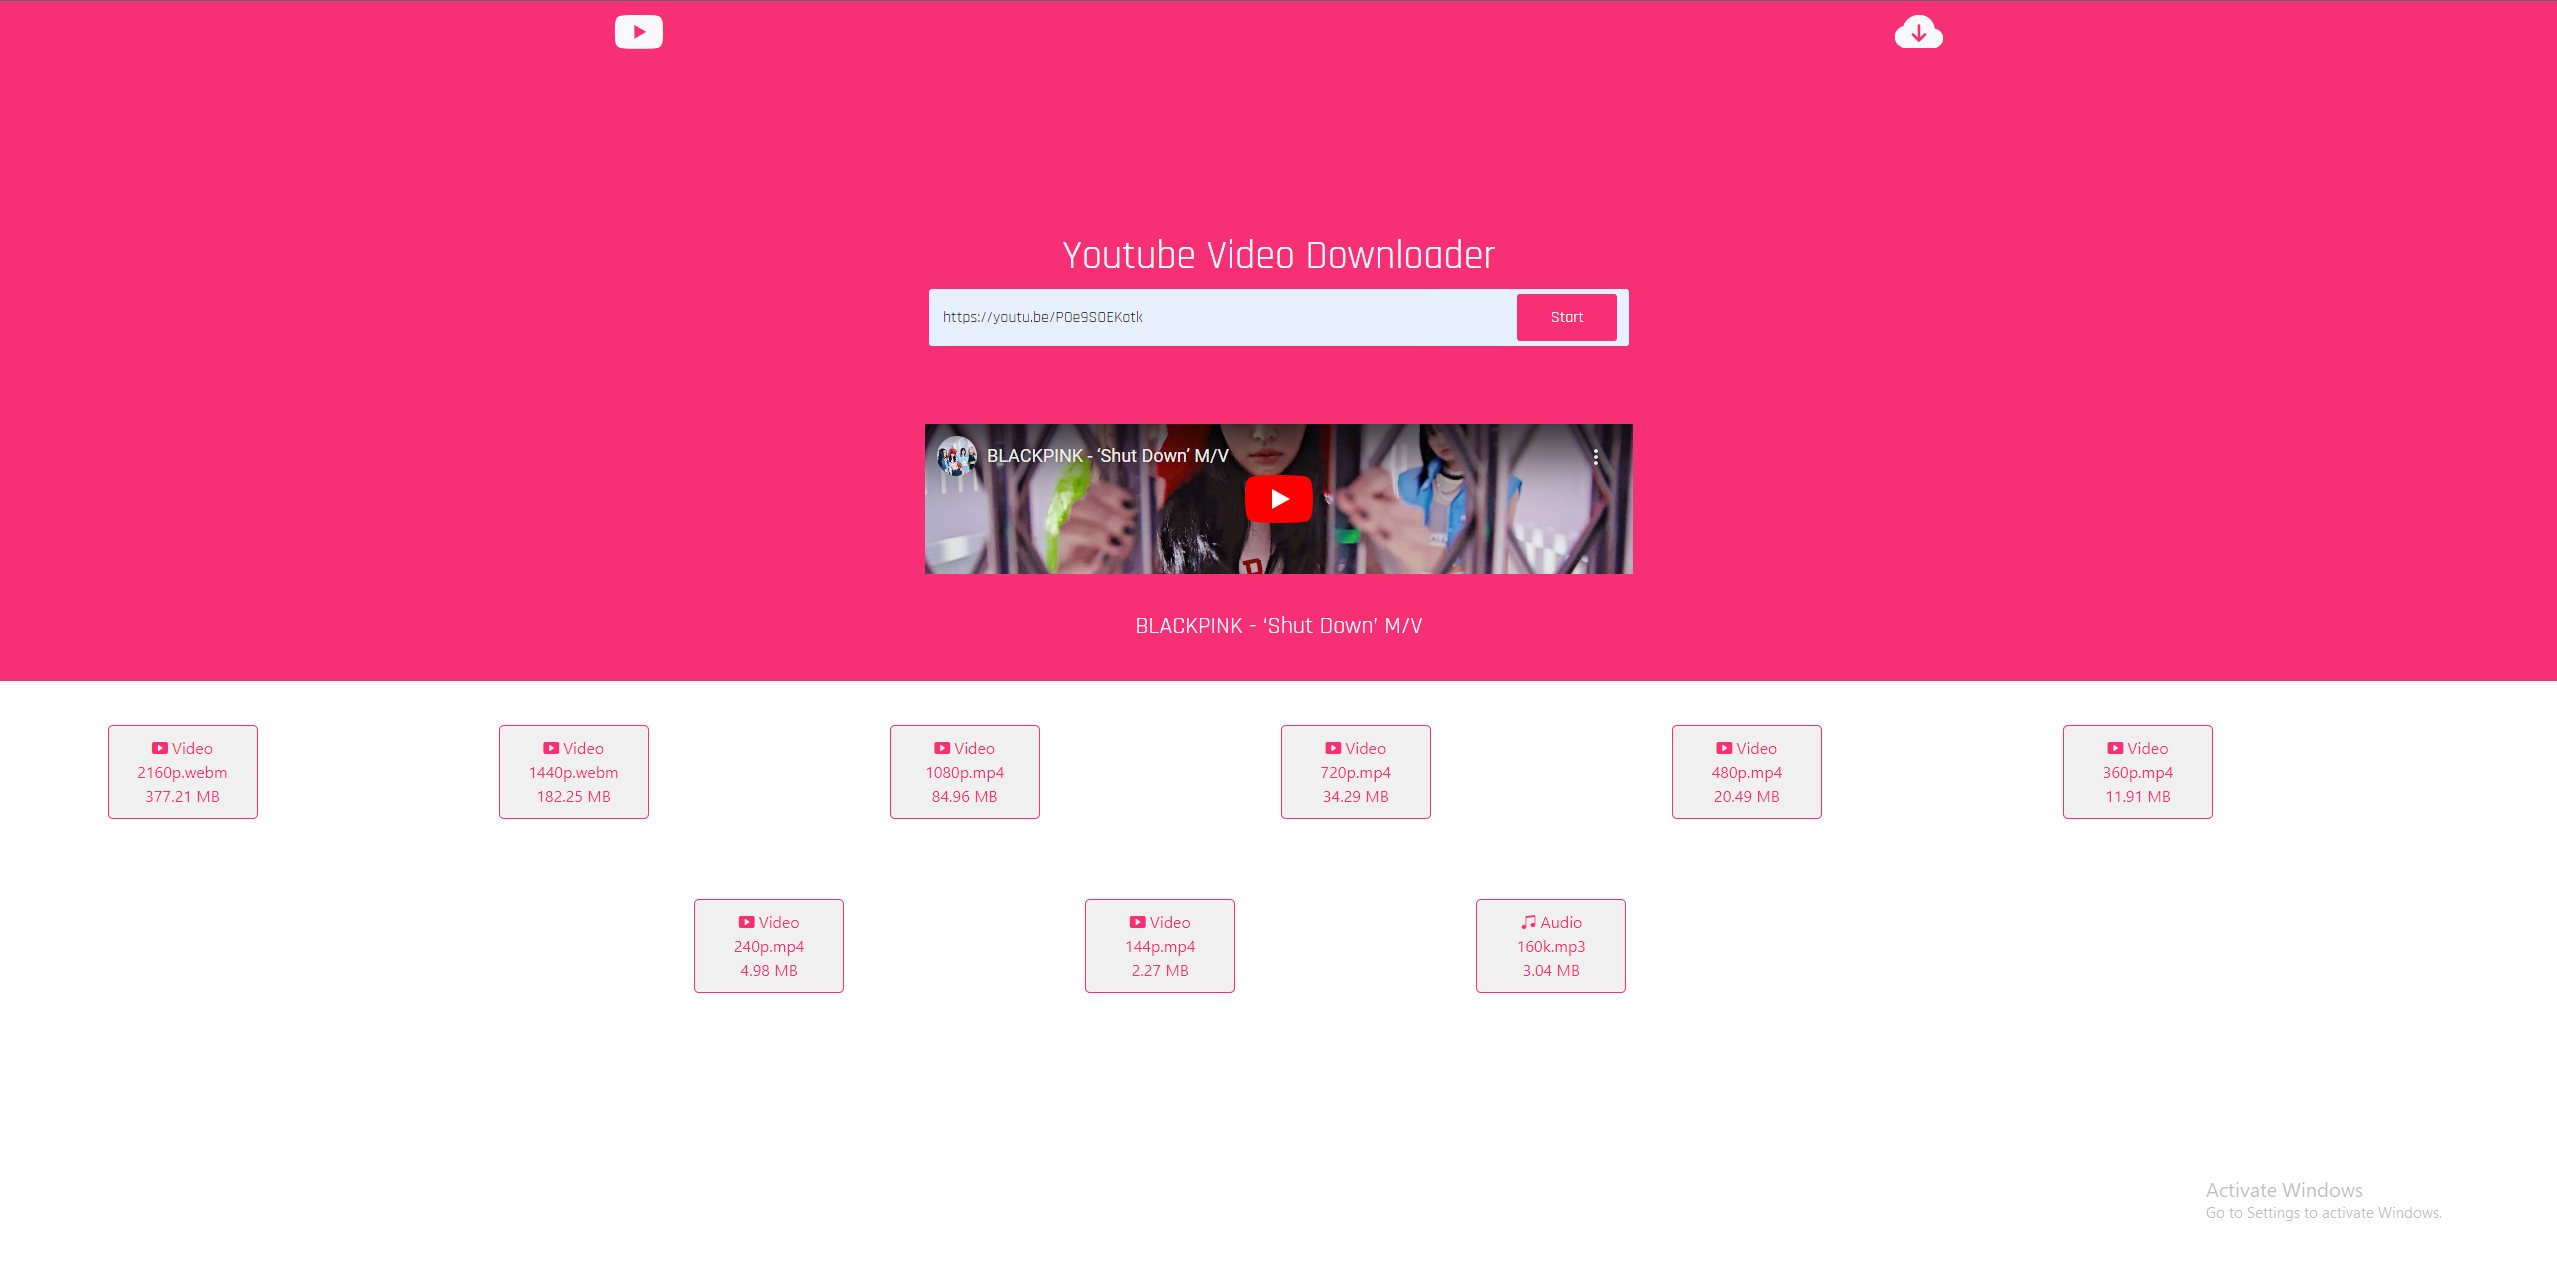 Youtube Video Downloader
https://youtu.be/POe9SOEKotk
Start
BLACKPINK - ‘Shut Down’ M/V
BLACKPINK - ‘Shut Down’ M/V
Video
2160p.webm
377.21 MB
Video
1440p.webm
182.25 MB
Video
1080p.mp4
84.96 MB
Video
720p.mp4
34.29 MB
Video
480p.mp4
20.49 MB
Video
360p.mp4
11.91 MB
Video
240p.mp4
4.98 MB
Video
144p.mp4
2.27 MB
Audio
160k.mp3
3.04 MB
Activate Windows
Go to Settings to activate Windows.